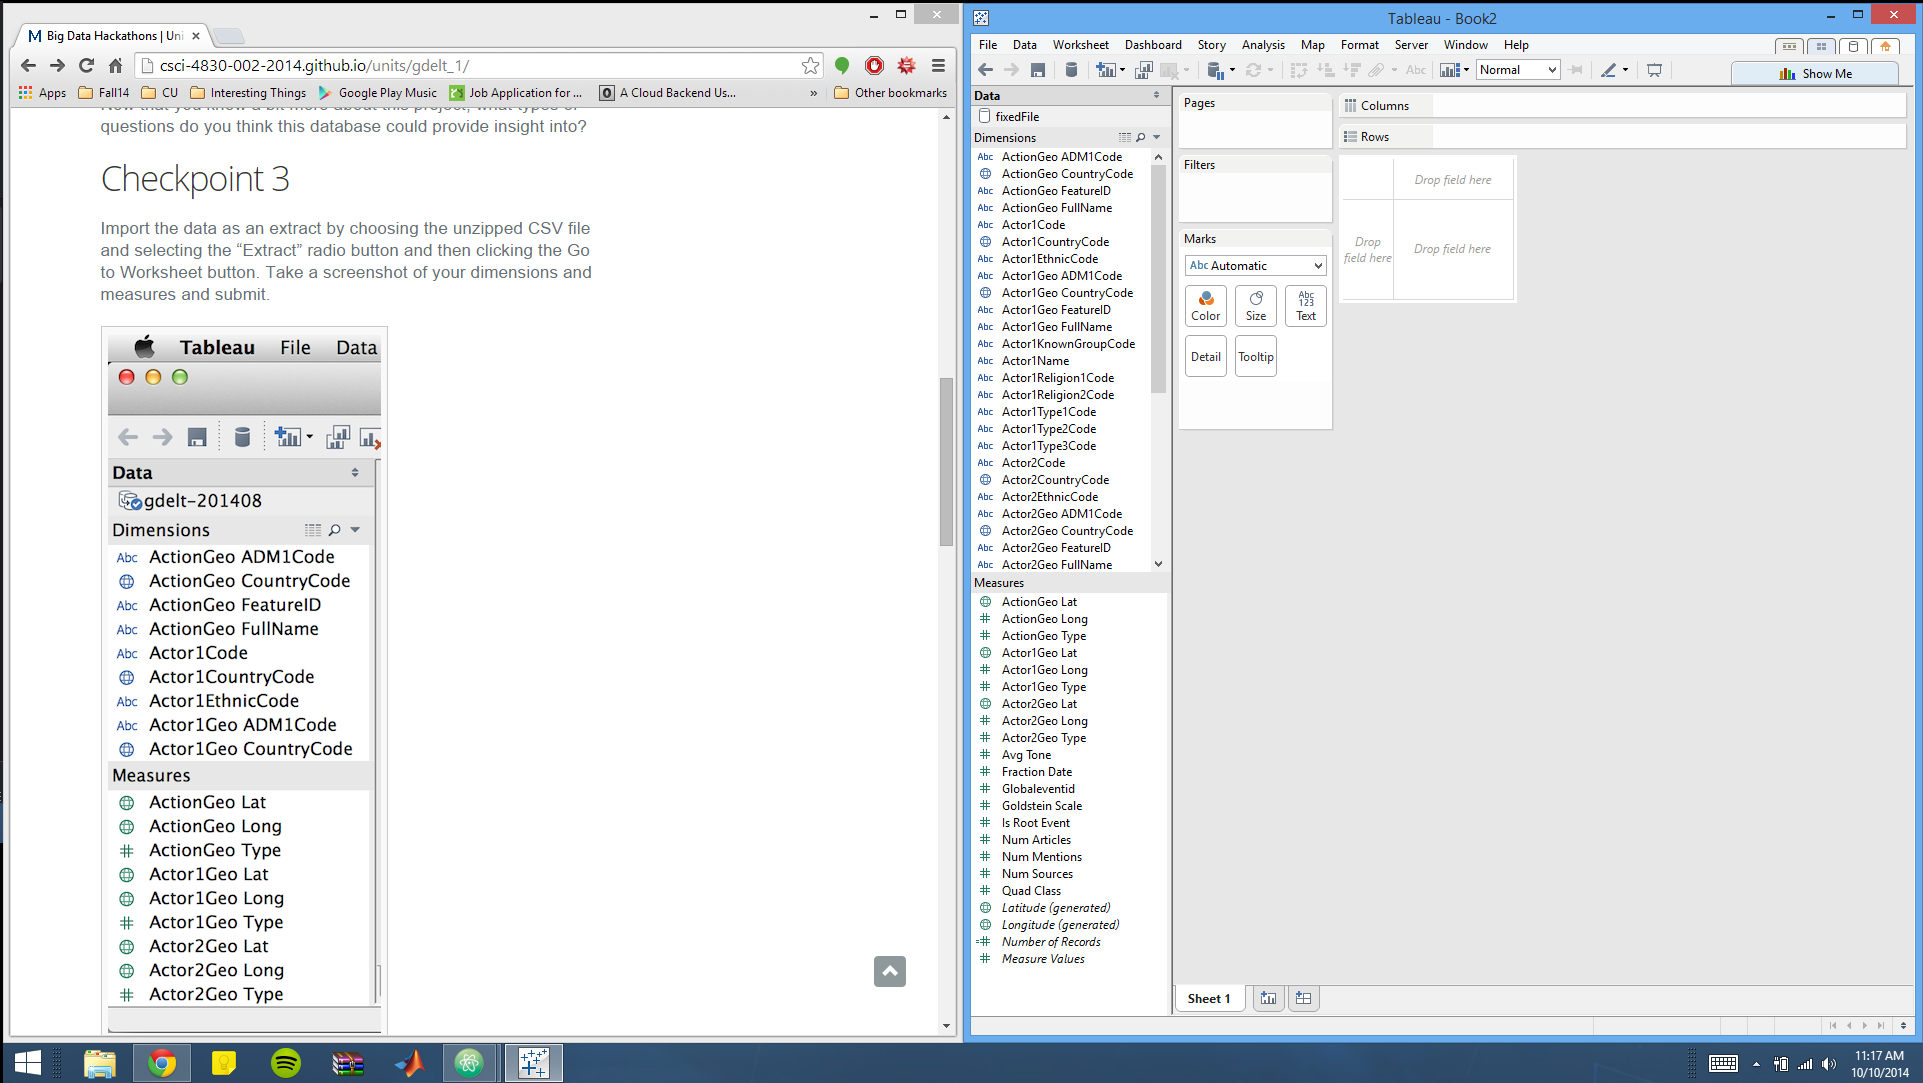 Big Data Hackathons | Uni
csci-4830-002-2014.github.io/units/gdelt_1/
Apps
Fall14
CU
Interesting Things
Google Play Music
Job Application for ...
A Cloud Backend Us...
»
Other bookmarks
questions do you think this database could provide insight into?
Checkpoint 3
Import the data as an extract by choosing the unzipped CSV file
and selecting the “Extract” radio button and then clicking the Go
to Worksheet button. Take a screenshot of your dimensions and
measures and submit.
Tableau File Data
Data
gdelt-201408
Dimensions
Abc ActionGeo ADM1Code
ActionGeo CountryCode
Abc ActionGeo FeatureID
Abc ActionGeo FullName
Abc Actor1Code
Actor1CountryCode
Abc Actor1EthnicCode
Abc Actor1Geo ADM1Code
Actor1Geo CountryCode
Measures
ActionGeo Lat
ActionGeo Long
# ActionGeo Type
Actor1Geo Lat
Actor1Geo Long
# Actor1Geo Type
Actor2Geo Lat
Actor2Geo Long
# Actor2Geo Type
Tableau - Book2
File Data Worksheet Dashboard Story Analysis Map Format Server Window Help
Abc
Normal
Show Me
Data
fixedFile
Dimensions
Abc ActionGeo ADM1Code
ActionGeo CountryCode
Abc ActionGeo FeatureID
Abc ActionGeo FullName
Abc Actor1Code
Actor1CountryCode
Abc Actor1EthnicCode
Abc Actor1Geo ADM1Code
Actor1Geo CountryCode
Abc Actor1Geo FeatureID
Abc Actor1Geo FullName
Abc Actor1KnownGroupCode
Abc Actor1Name
Abc Actor1Religion1Code
Abc Actor1Religion2Code
Abc Actor1Type1Code
Abc Actor1Type2Code
Abc Actor1Type3Code
Abc Actor2Code
Actor2CountryCode
Abc Actor2EthnicCode
Abc Actor2Geo ADM1Code
Actor2Geo CountryCode
Abc Actor2Geo FeatureID
Abc Actor2Geo FullName
Measures
ActionGeo Lat
# ActionGeo Long
# ActionGeo Type
Actor1Geo Lat
# Actor1Geo Long
# Actor1Geo Type
Actor2Geo Lat
# Actor2Geo Long
# Actor2Geo Type
# Avg Tone
# Fraction Date
# Globaleventid
# Goldstein Scale
# Is Root Event
# Num Articles
# Num Mentions
# Num Sources
# Quad Class
Latitude (generated)
Longitude (generated)
=# Number of Records
# Measure Values
Pages
Filters
Marks
Abc Automatic
Color
Size
Abc
123
Text
Detail
Tooltip
Columns
Rows
Drop field here
Drop
field here
Drop field here
Sheet 1
11:17 AM
10/10/2014